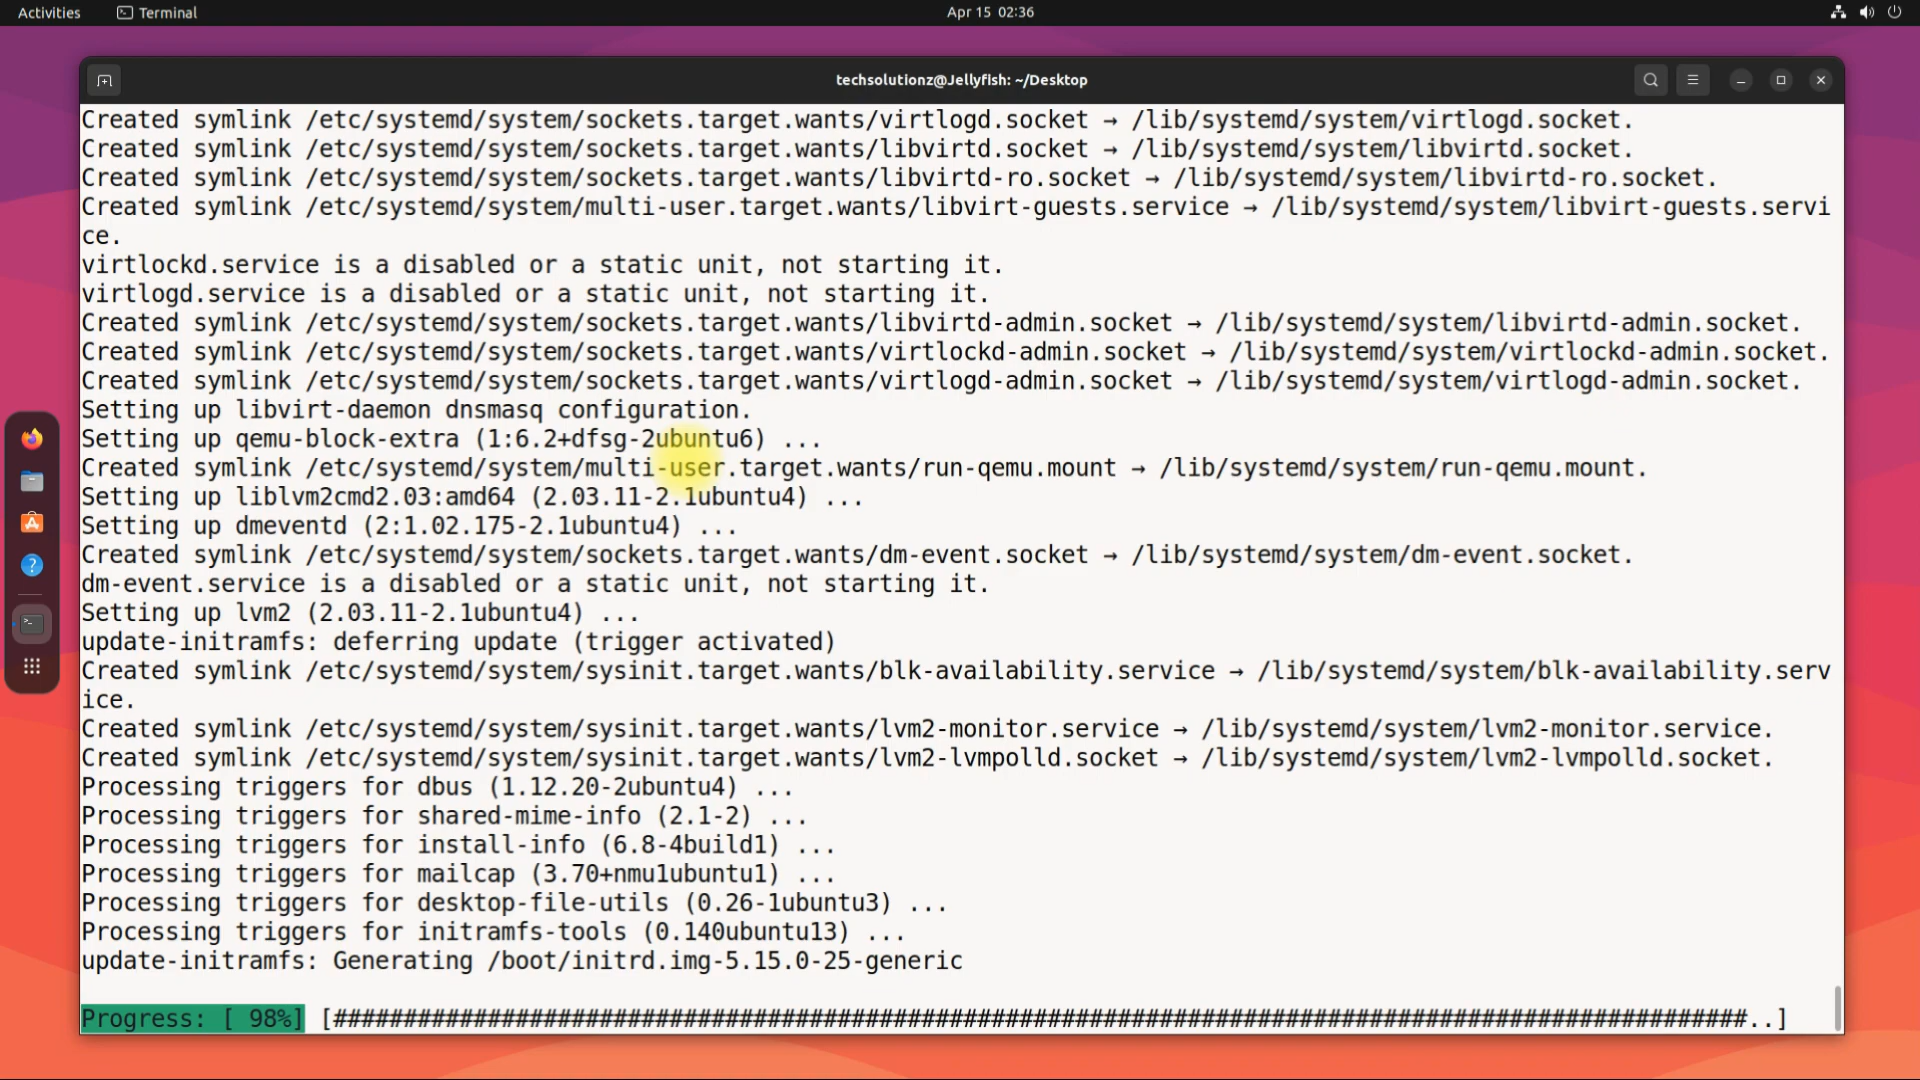 Activities Terminal Apr 15 02:36
techsolutionz@Jellyfish: ~/Desktop
Created symlink /etc/systemd/system/sockets.target.wants/virtlogd.socket → /lib/systemd/system/virtlogd.socket.
Created symlink /etc/systemd/system/sockets.target.wants/libvirtd.socket → /lib/systemd/system/libvirtd.socket.
Created symlink /etc/systemd/system/sockets.target.wants/libvirtd-ro.socket → /lib/systemd/system/libvirtd-ro.socket.
Created symlink /etc/systemd/system/multi-user.target.wants/libvirt-guests.service → /lib/systemd/system/libvirt-guests.servi
ce.
virtlockd.service is a disabled or a static unit, not starting it.
virtlogd.service is a disabled or a static unit, not starting it.
Created symlink /etc/systemd/system/sockets.target.wants/libvirtd-admin.socket → /lib/systemd/system/libvirtd-admin.socket.
Created symlink /etc/systemd/system/sockets.target.wants/virtlockd-admin.socket → /lib/systemd/system/virtlockd-admin.socket.
Created symlink /etc/systemd/system/sockets.target.wants/virtlogd-admin.socket → /lib/systemd/system/virtlogd-admin.socket.
Setting up libvirt-daemon dnsmasq configuration.
Setting up qemu-block-extra (1:6.2+dfsg-2ubuntu6) ...
Created symlink /etc/systemd/system/multi-user.target.wants/run-qemu.mount → /lib/systemd/system/run-qemu.mount.
Setting up liblvm2cmd2.03:amd64 (2.03.11-2.1ubuntu4) ...
Setting up dmeventd (2:1.02.175-2.1ubuntu4) ...
Created symlink /etc/systemd/system/sockets.target.wants/dm-event.socket → /lib/systemd/system/dm-event.socket.
dm-event.service is a disabled or a static unit, not starting it.
Setting up lvm2 (2.03.11-2.1ubuntu4) ...
update-initramfs: deferring update (trigger activated)
Created symlink /etc/systemd/system/sysinit.target.wants/blk-availability.service → /lib/systemd/system/blk-availability.serv
ice.
Created symlink /etc/systemd/system/sysinit.target.wants/lvm2-monitor.service → /lib/systemd/system/lvm2-monitor.service.
Created symlink /etc/systemd/system/sysinit.target.wants/lvm2-lvmpolld.socket → /lib/systemd/system/lvm2-lvmpolld.socket.
Processing triggers for dbus (1.12.20-2ubuntu4) ...
Processing triggers for shared-mime-info (2.1-2) ...
Processing triggers for install-info (6.8-4build1) ...
Processing triggers for mailcap (3.70+nmu1ubuntu1) ...
Processing triggers for desktop-file-utils (0.26-1ubuntu3) ...
Processing triggers for initramfs-tools (0.140ubuntu13) ...
update-initramfs: Generating /boot/initrd.img-5.15.0-25-generic
Progress: [ 98%] [#####################################################################################################..]